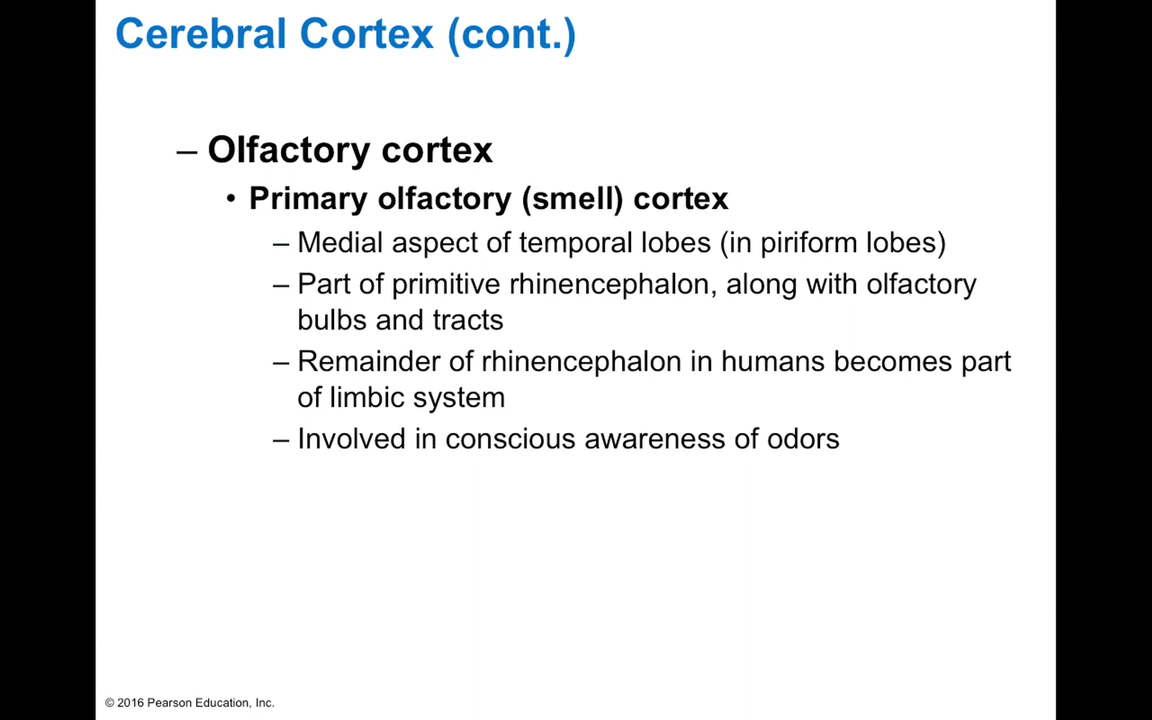 Cerebral Cortex (cont.)
– Olfactory cortex
• Primary olfactory (smell) cortex
– Medial aspect of temporal lobes (in piriform lobes)
– Part of primitive rhinencephalon, along with olfactory
bulbs and tracts
– Remainder of rhinencephalon in humans becomes part
of limbic system
– Involved in conscious awareness of odors
© 2016 Pearson Education, Inc.